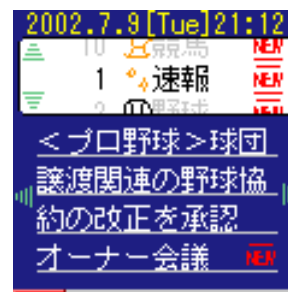 2002.7.9[Tue]21:12
10 競馬 NEW
1 速報 NEW
2 野球 NEW
<プロ野球>球団
譲渡関連の野球協
約の改正を承認
オーナー会議 NEW